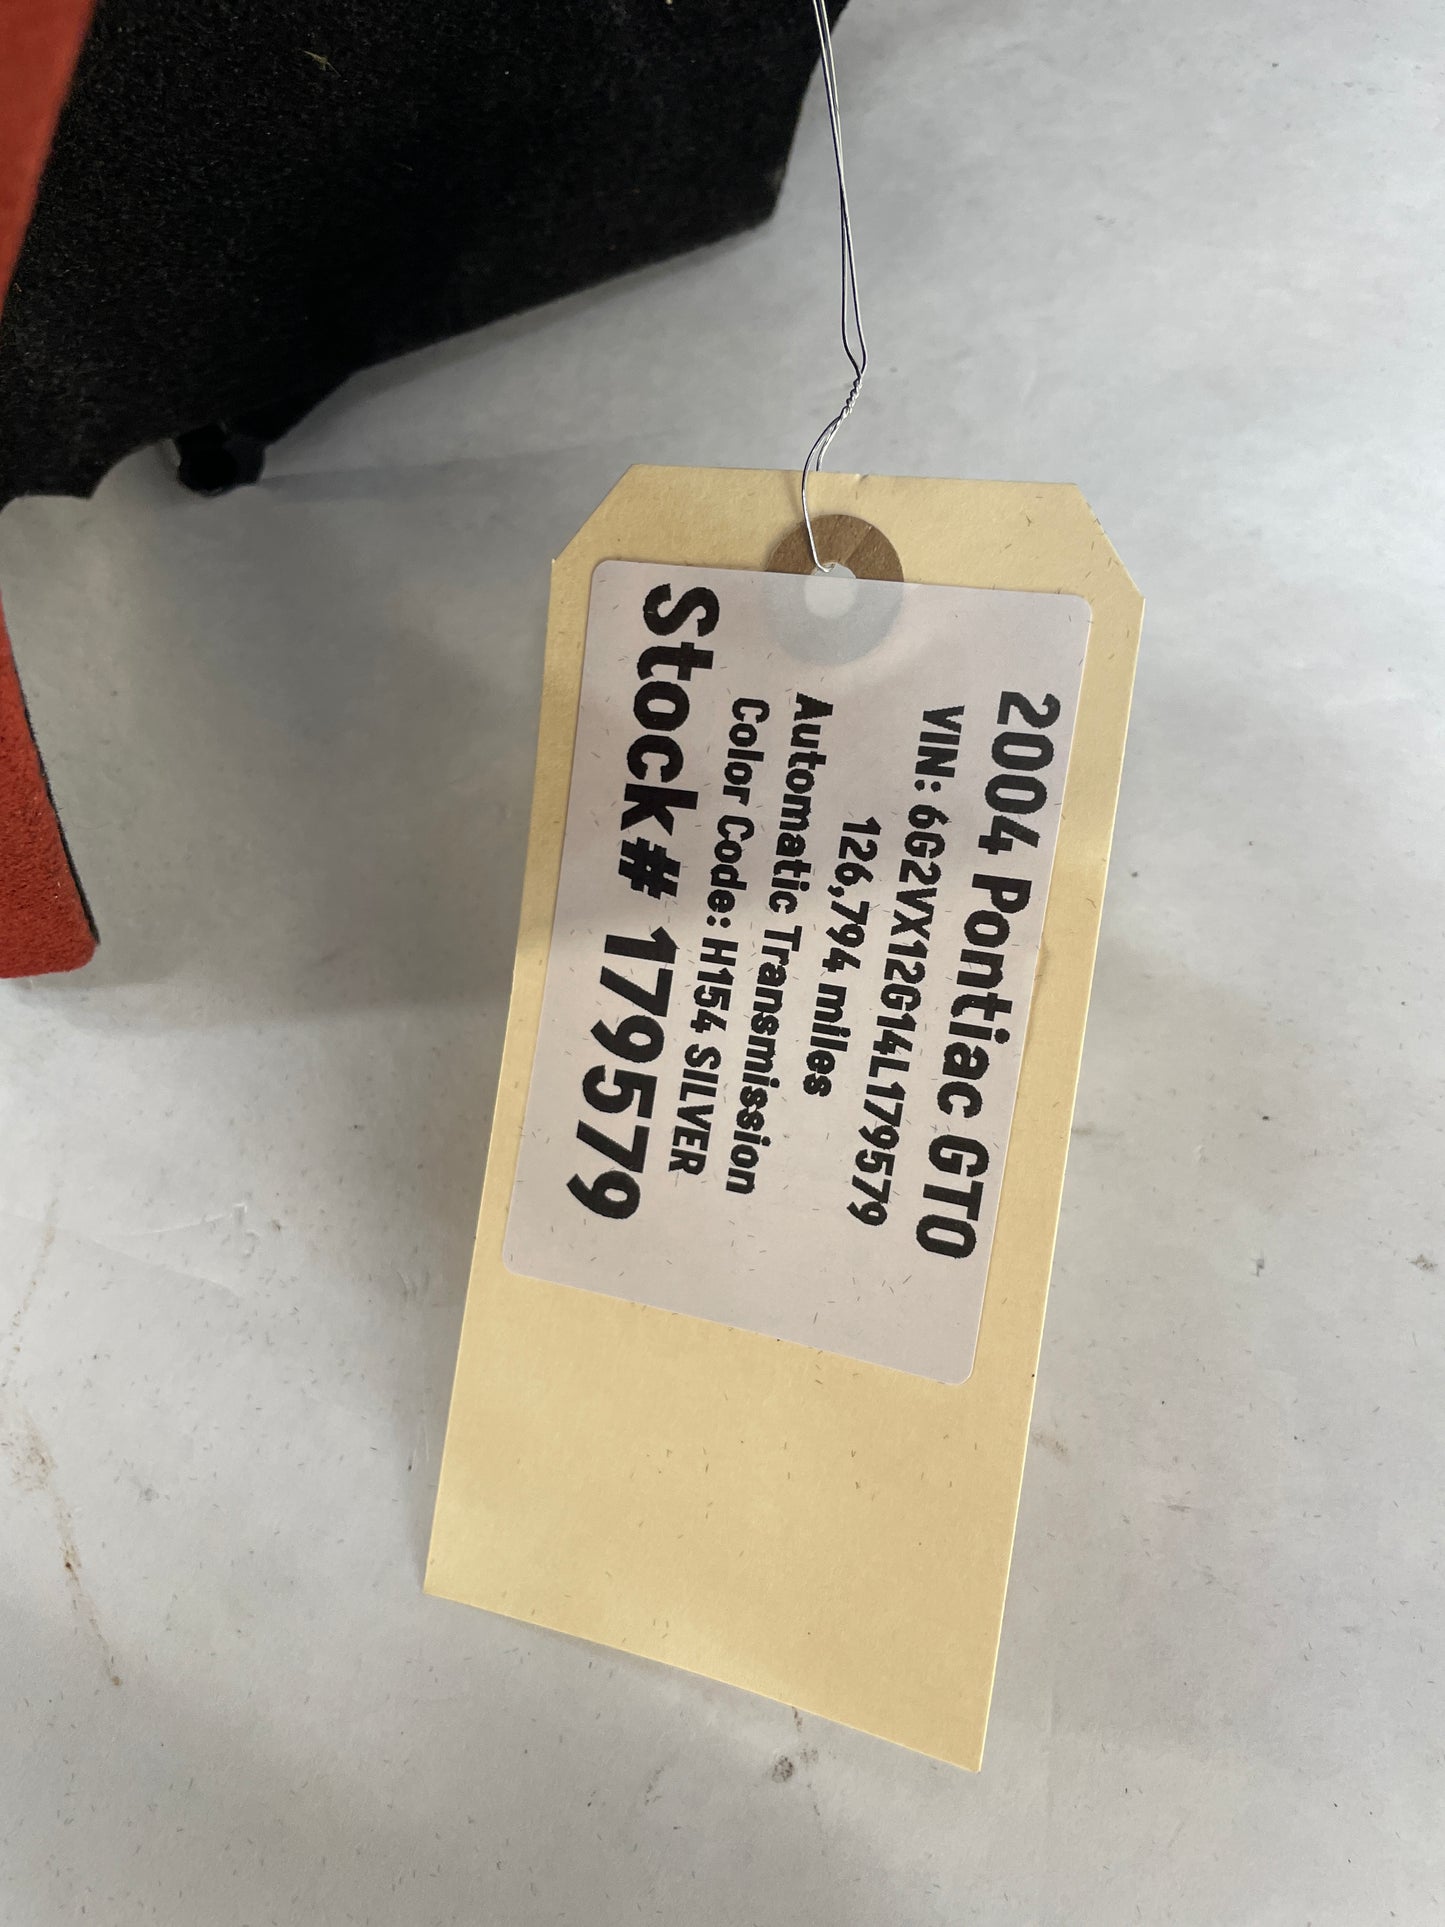 2004 Pontiac GTO
VIN: 6G2VX12G14L179579
126,794 miles
Automatic Transmission
Color Code: H154 SILVER
Stock# 179579